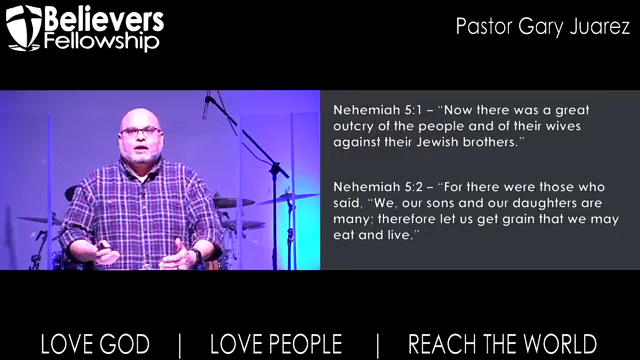 Believers
Fellowship
Pastor Gary Juarez
Nehemiah 5:1 – “Now there was a great
outcry of the people and of their wives
against their Jewish brothers.”
Nehemiah 5:2 – “For there were those who
said, “We, our sons and our daughters are
many; therefore let us get grain that we may
eat and live.”
LOVE GOD | LOVE PEOPLE | REACH THE WORLD